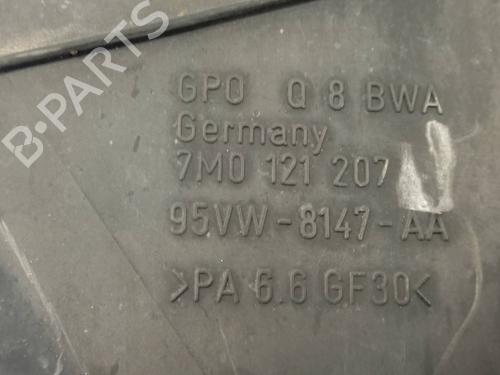 GPO Q 8 BWA
Germany
7M0 121 207
95VW-8147-AA
>PA 6.6 GF30<
B-PARTS